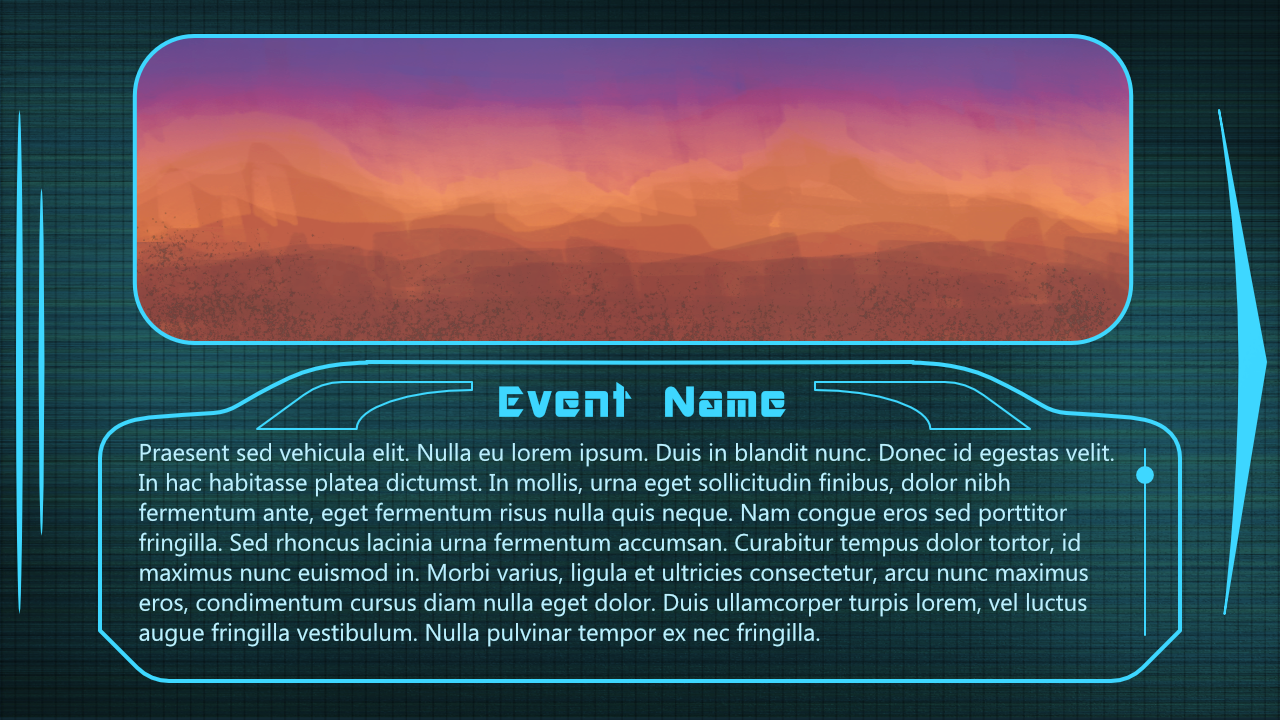 Event Name
Praesent sed vehicula elit. Nulla eu lorem ipsum. Duis in blandit nunc. Donec id egestas velit.
In hac habitasse platea dictumst. In mollis, urna eget sollicitudin finibus, dolor nibh
fermentum ante, eget fermentum risus nulla quis neque. Nam congue eros sed porttitor
fringilla. Sed rhoncus lacinia urna fermentum accumsan. Curabitur tempus dolor tortor, id
maximus nunc euismod in. Morbi varius, ligula et ultricies consectetur, arcu nunc maximus
eros, condimentum cursus diam nulla eget dolor. Duis ullamcorper turpis lorem, vel luctus
augue fringilla vestibulum. Nulla pulvinar tempor ex nec fringilla.